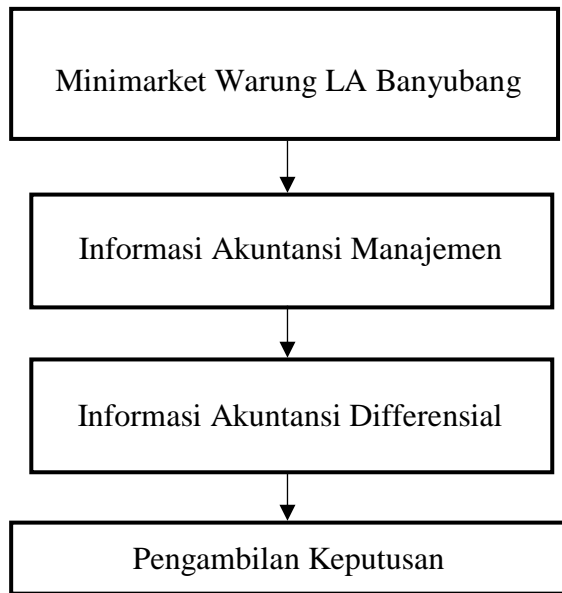 Minimarket Warung LA Banyubang
Informasi Akuntansi Manajemen
Informasi Akuntansi Differensial
Pengambilan Keputusan